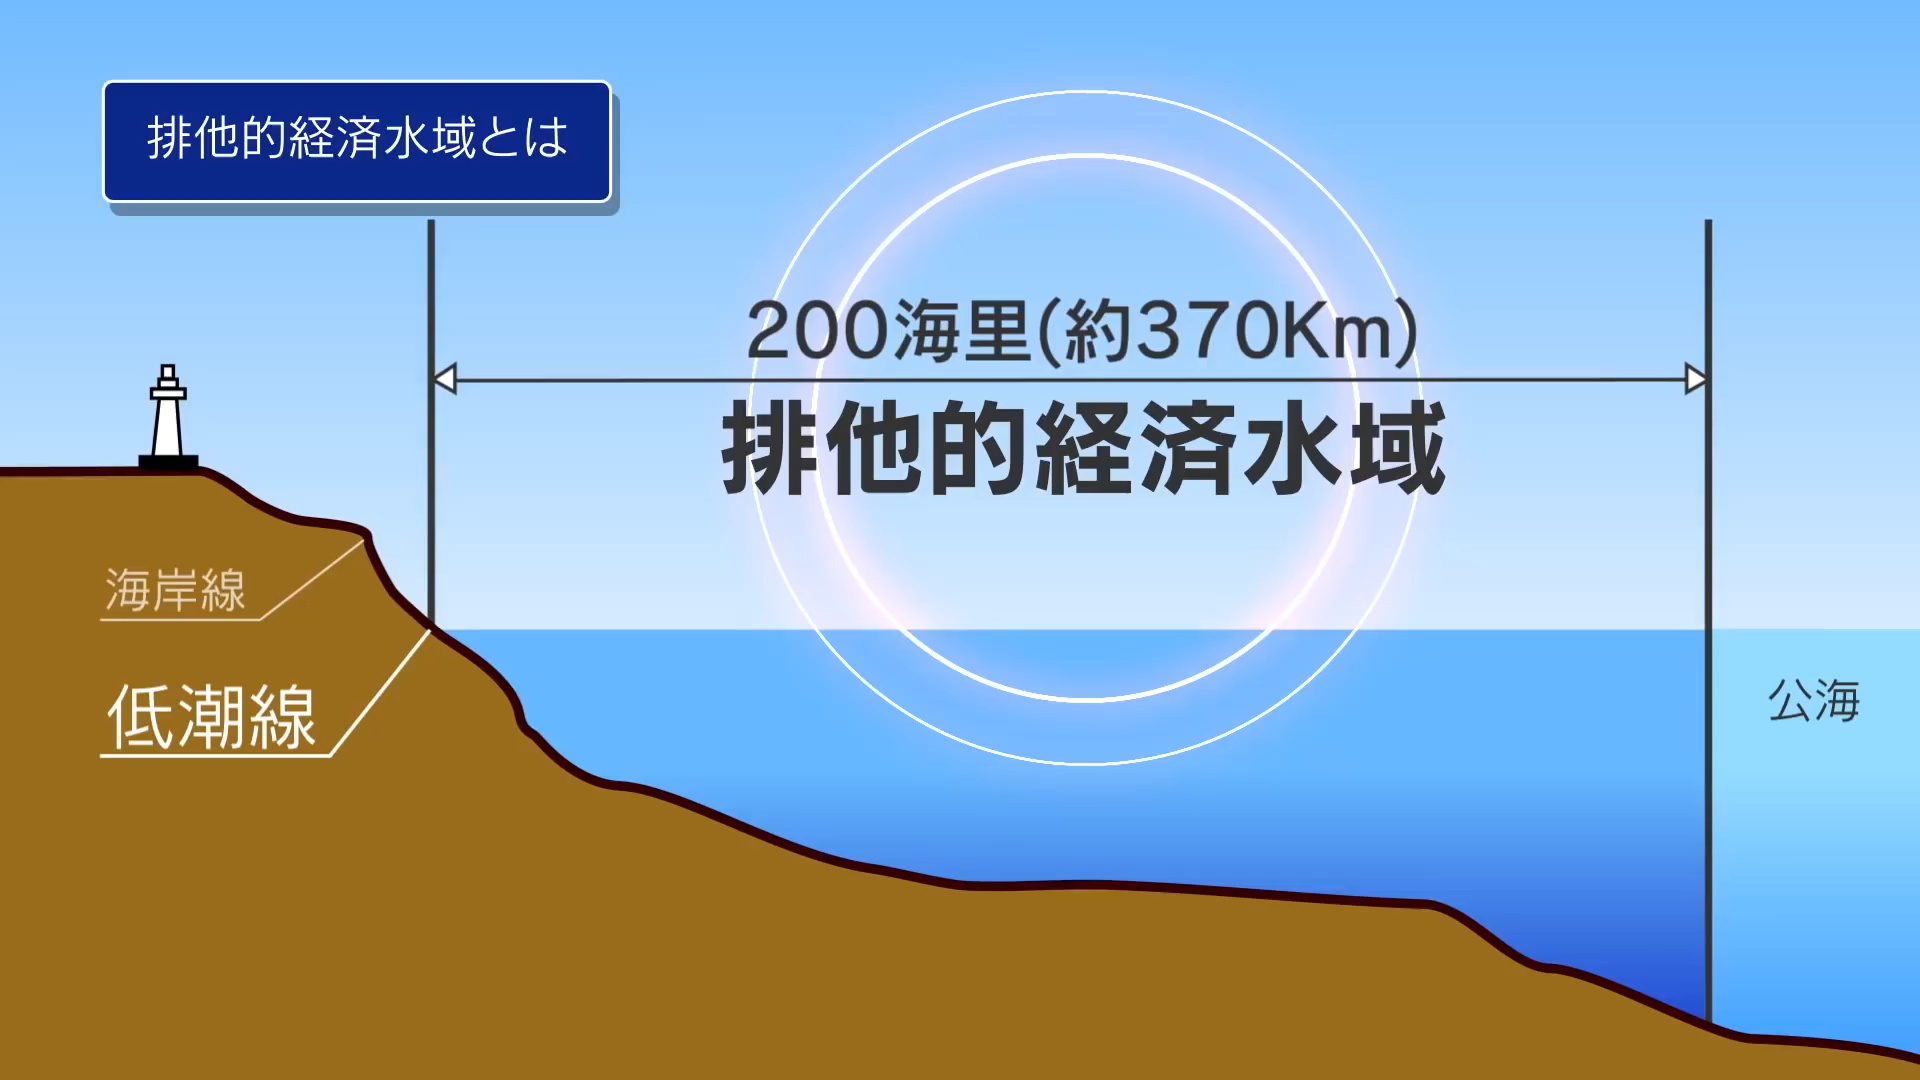 排他的経済水域とは
200海里(約370Km)
排他的経済水域
海岸線
低潮線
公海